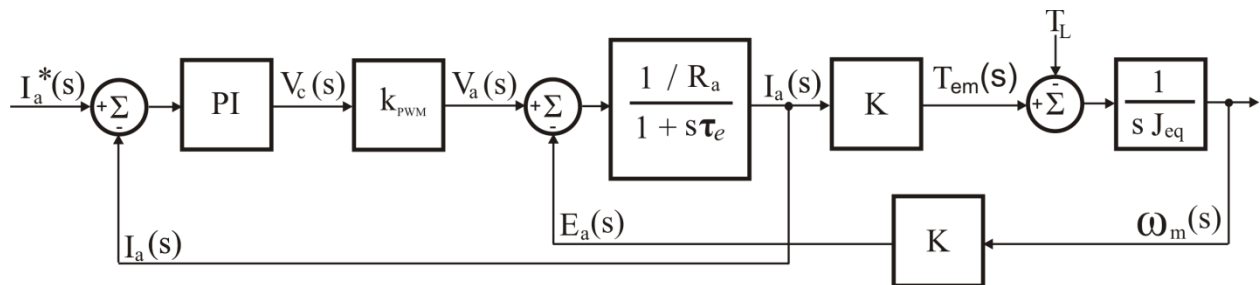 I_a*(s)
+
Σ
-
PI
V_c(s)
k_PWM
V_a(s)
+
Σ
-
1 / R_a
1 + sτ_e
I_a(s)
K
T_em(s)
T_L
-
+
Σ
1
s J_eq
E_a(s)
K
ω_m(s)
I_a(s)